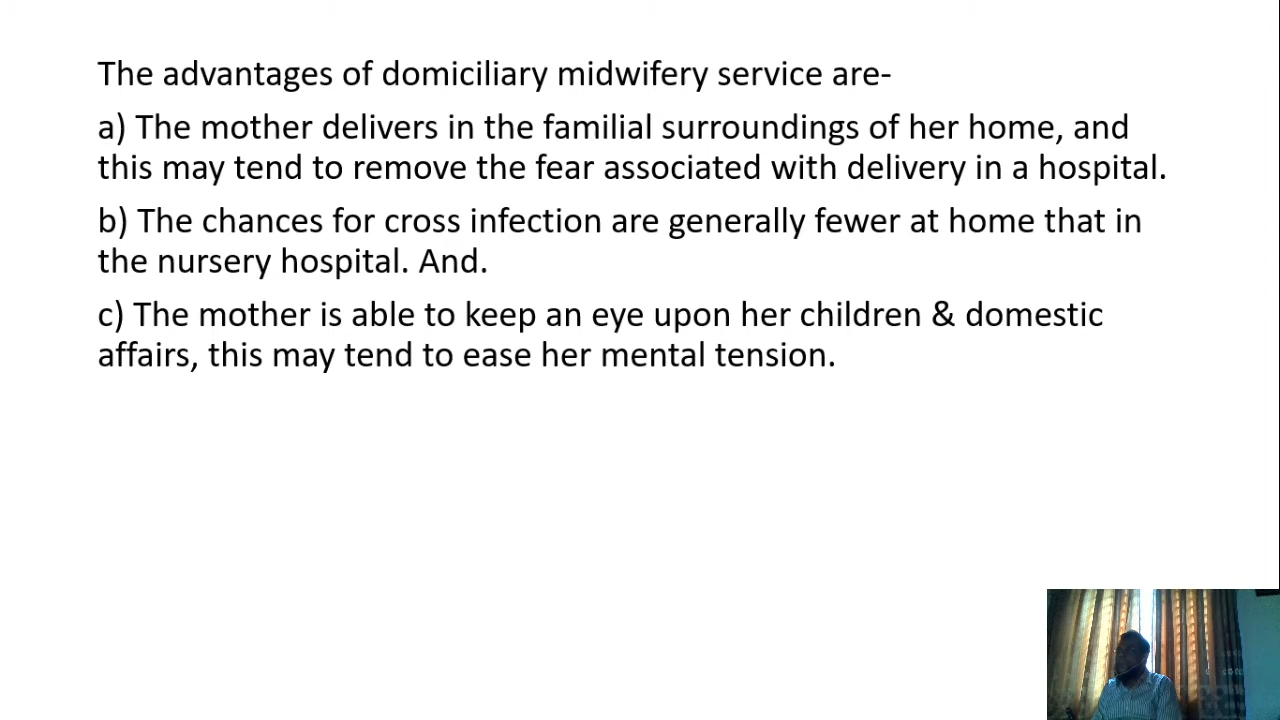 The advantages of domiciliary midwifery service are-
a) The mother delivers in the familial surroundings of her home, and
this may tend to remove the fear associated with delivery in a hospital.
b) The chances for cross infection are generally fewer at home that in
the nursery hospital. And.
c) The mother is able to keep an eye upon her children & domestic
affairs, this may tend to ease her mental tension.